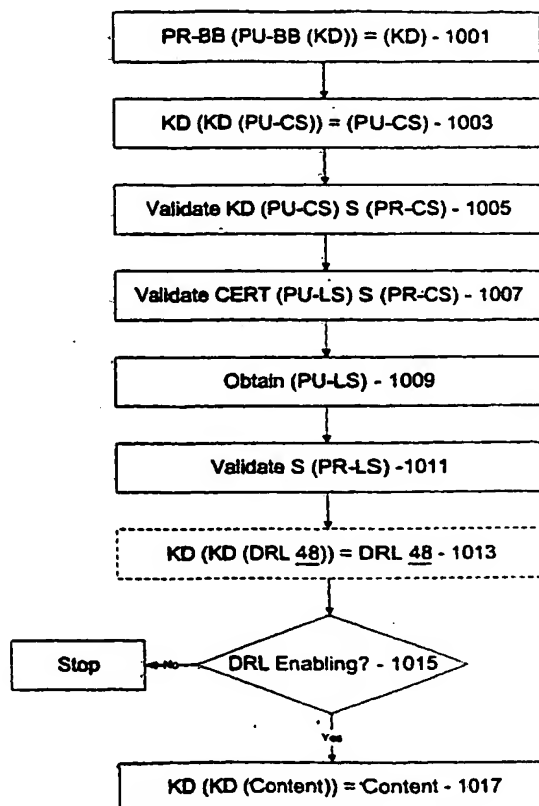 PR-BB (PU-BB (KD)) = (KD) - 1001
KD (KD (PU-CS)) = (PU-CS) - 1003
Validate KD (PU-CS) S (PR-CS) - 1005
Validate CERT (PU-LS) S (PR-CS) - 1007
Obtain (PU-LS) - 1009
Validate S (PR-LS) -1011
KD (KD (DRL 48)) = DRL 48 - 1013
Stop
No
DRL Enabling? - 1015
Yes
KD (KD (Content)) = Content - 1017